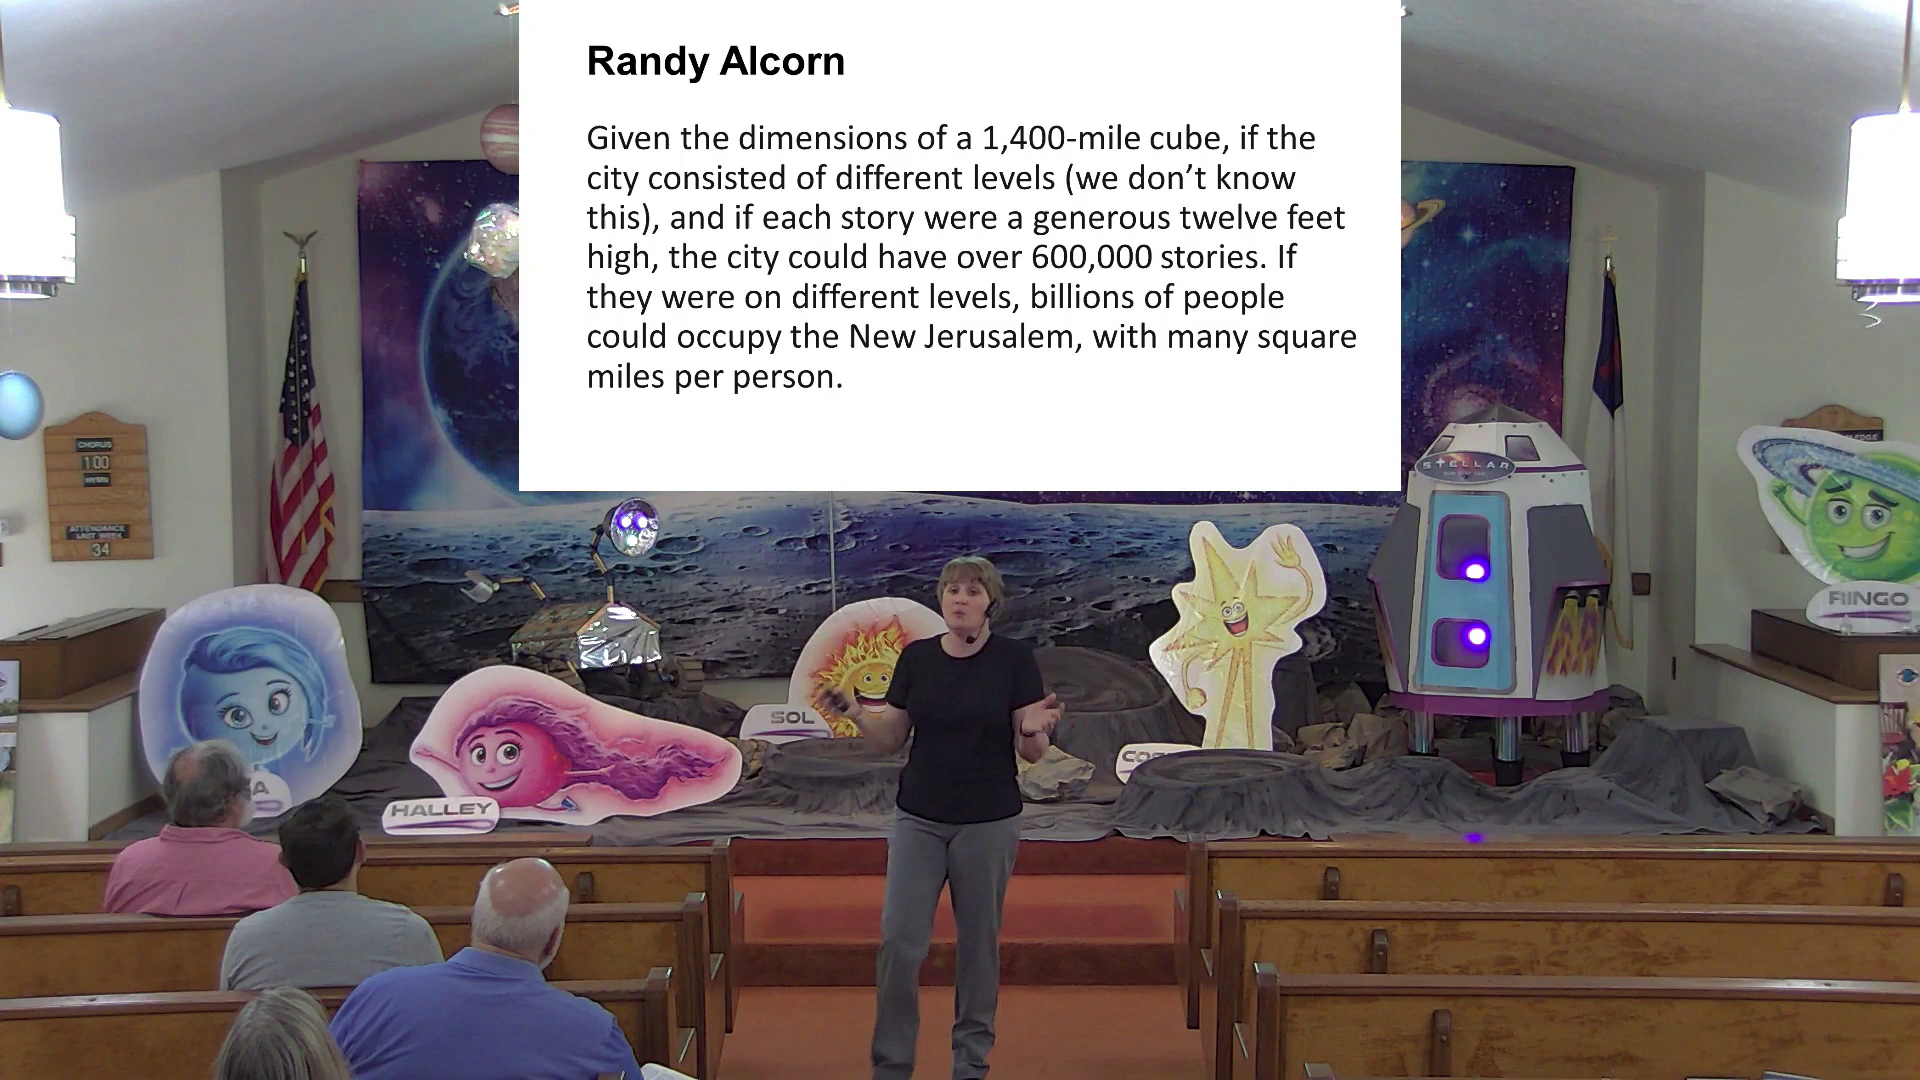 Randy Alcorn
Given the dimensions of a 1,400-mile cube, if the
city consisted of different levels (we don’t know
this), and if each story were a generous twelve feet
high, the city could have over 600,000 stories. If
they were on different levels, billions of people
could occupy the New Jerusalem, with many square
miles per person.
CHORUS
100
HYMN
ATTENDANCE
LAST WEEK
34
STELLAR
RINGO
SOL
HALLEY